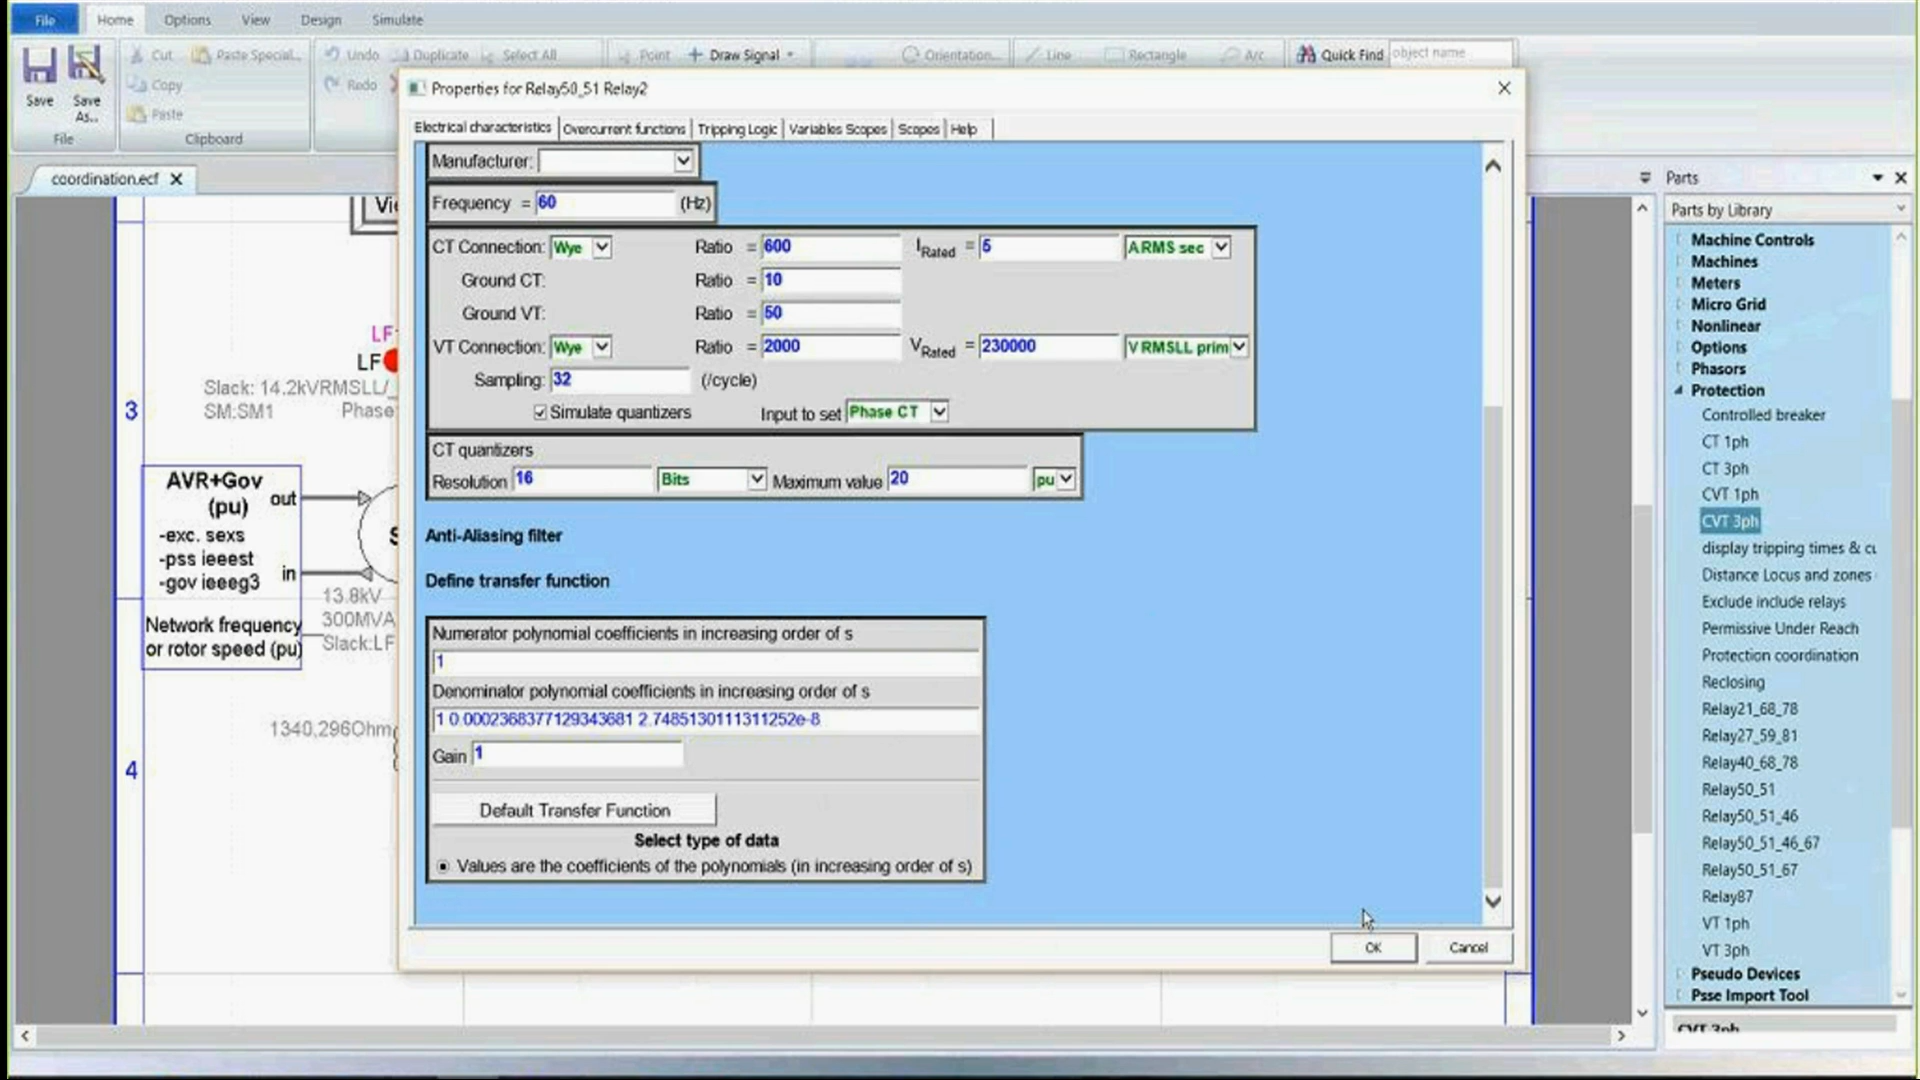 File Home Options View Design Simulate
Save
Save As..
Cut
Copy
Paste
Paste Special...
Undo
Redo
Duplicate
Select All
Point
Draw Signal
Orientation...
Line
Rectangle
Arc
Quick Find object name
File
Clipboard
coordination.ecf
Properties for Relay50_51 Relay2
Electrical characteristics Overcurrent functions Tripping Logic Variables Scopes Scopes Help
Manufacturer:
Frequency = 60 (Hz)
CT Connection: Wye Ratio = 600 IRated = 5 ARMS sec
Ground CT: Ratio = 10
Ground VT: Ratio = 50
VT Connection: Wye Ratio = 2000 VRated = 230000 VRMSLL prim
Sampling: 32 (/cycle)
Simulate quantizers Input to set Phase CT
CT quantizers
Resolution 16 Bits Maximum value 20 pu
Anti-Aliasing filter
Define transfer function
Numerator polynomial coefficients in increasing order of s
1
Denominator polynomial coefficients in increasing order of s
1 0.0002368377129343681 2.7485130111311252e-8
Gain 1
Default Transfer Function
Select type of data
Values are the coefficients of the polynomials (in increasing order of s)
OK Cancel
LF
LF
Slack: 14.2kVRMSLL/_
SM:SM1 Phase
3
AVR+Gov
(pu)
out
-exc. sexs
-pss ieeest
-gov ieeeg3
in
Network frequency
or rotor speed (pu)
13.8kV
300MVA
Slack:LF
1340,296Ohm
4
Parts
Parts by Library
Machine Controls
Machines
Meters
Micro Grid
Nonlinear
Options
Phasors
Protection
Controlled breaker
CT 1ph
CT 3ph
CVT 1ph
CVT 3ph
display tripping times & cu
Distance Locus and zones
Exclude include relays
Permissive Under Reach
Protection coordination
Reclosing
Relay21_68_78
Relay27_59_81
Relay40_68_78
Relay50_51
Relay50_51_46
Relay50_51_46_67
Relay50_51_67
Relay87
VT 1ph
VT 3ph
Pseudo Devices
Psse Import Tool
CVT 3ph